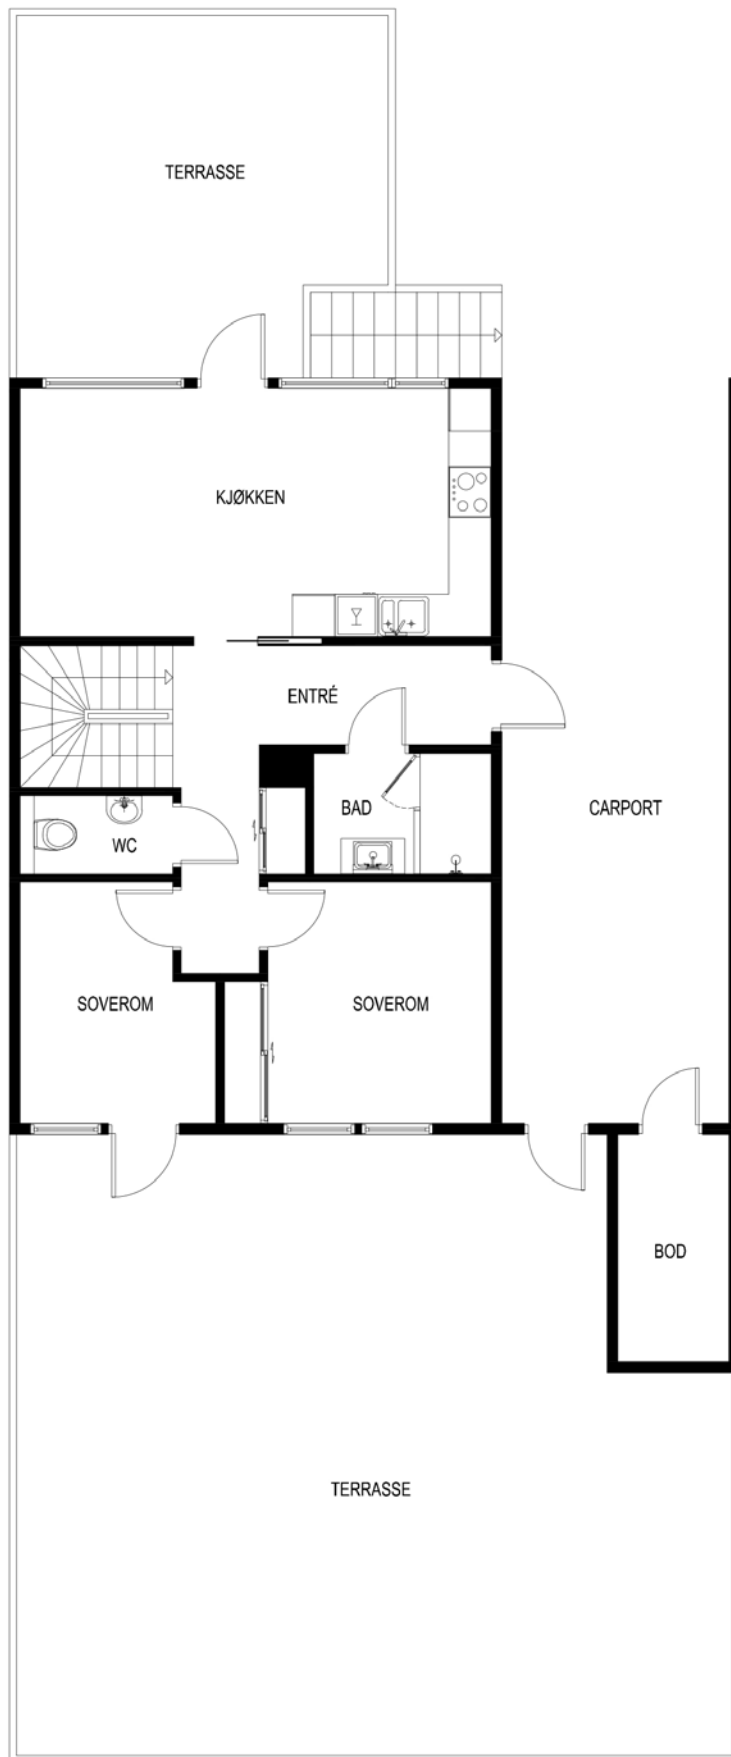 TERRASSE
KJØKKEN
ENTRÉ
BAD
CARPORT
WC
SOVEROM
SOVEROM
BOD
TERRASSE